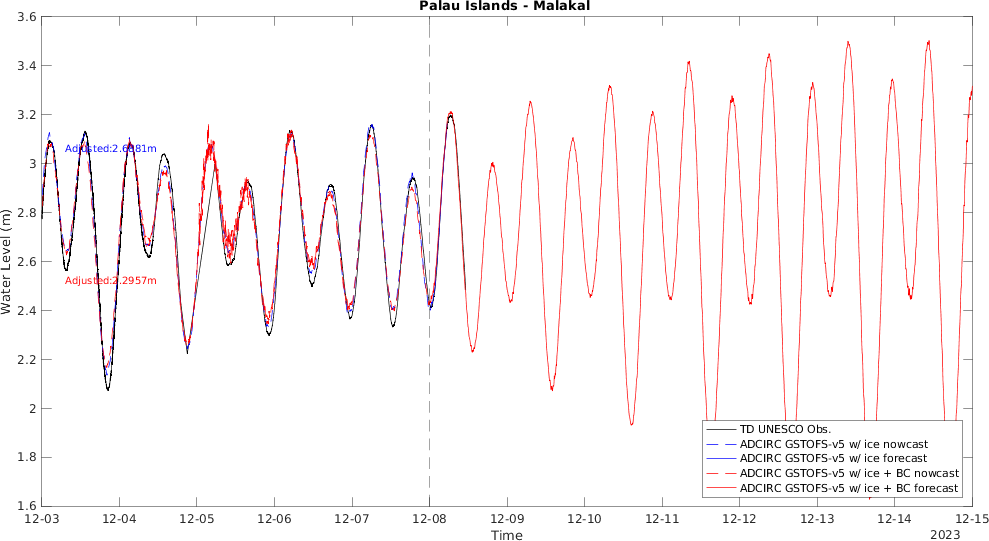 Palau Islands - Malakal
3.6
3.4
3.2
3
2.8
2.6
2.4
2.2
2
1.8
1.6
Water Level (m)
Adjusted:2.6881m
Adjusted:2.2957m
TD UNESCO Obs.
ADCIRC GSTOFS-v5 w/ ice nowcast
ADCIRC GSTOFS-v5 w/ ice forecast
ADCIRC GSTOFS-v5 w/ ice + BC nowcast
ADCIRC GSTOFS-v5 w/ ice + BC forecast
12-03 12-04 12-05 12-06 12-07 12-08 12-09 12-10 12-11 12-12 12-13 12-14 12-15
Time
2023